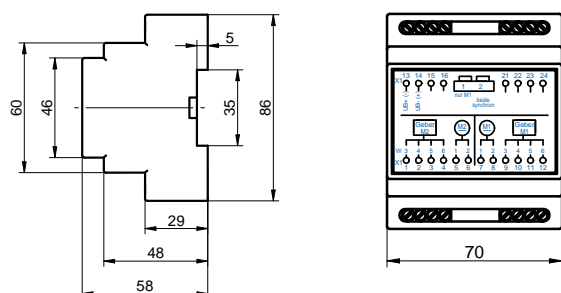 5
60
46
35
86
29
48
58
X1 13 14 15 16 21 22 23 24
1 2
nur M1
beide
synchron
UB+ (-)
UB- (+)
Geber
M2
M2
M1
Geber
M1
W 3 4 5 6 1 2 1 2 3 4 5 6
X1 1 2 3 4 5 6 7 8 9 10 11 12
70